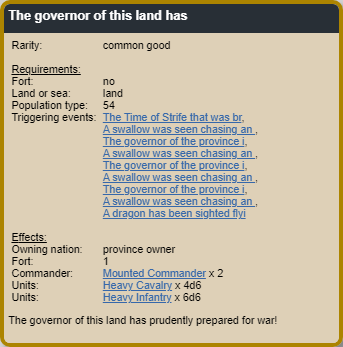 The governor of this land has
Rarity: common good
Requirements:
Fort: no
Land or sea: land
Population type: 54
Triggering events: The Time of Strife that was br,
A swallow was seen chasing an ,
The governor of the province i,
A swallow was seen chasing an ,
The governor of the province i,
A swallow was seen chasing an ,
The governor of the province i,
A swallow was seen chasing an ,
A dragon has been sighted flyi
Effects:
Owning nation: province owner
Fort: 1
Commander: Mounted Commander x 2
Units: Heavy Cavalry x 4d6
Units: Heavy Infantry x 6d6
The governor of this land has prudently prepared for war!